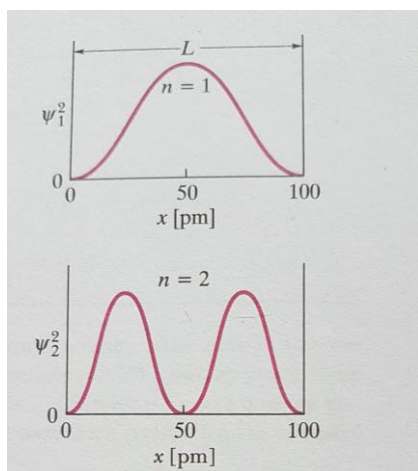 L
n = 1
ψ₁²
0
0 50 100
x [pm]
n = 2
ψ₂²
0
0 50 100
x [pm]